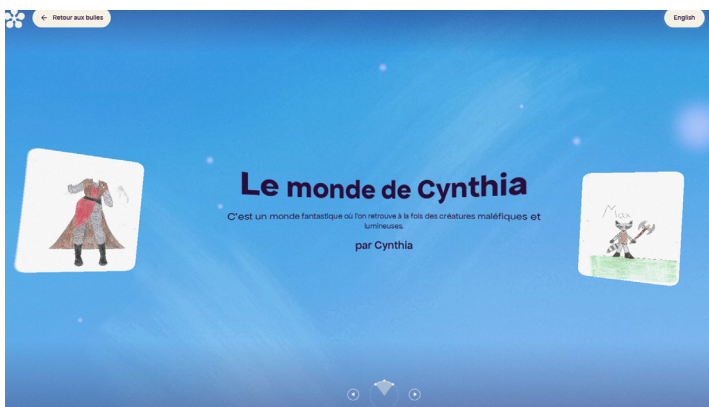 Retour aux bulles
English
Le monde de Cynthia
C'est un monde fantastique où l'on retrouve à la fois des créatures maléfiques et
lumineuses.
par Cynthia
Max